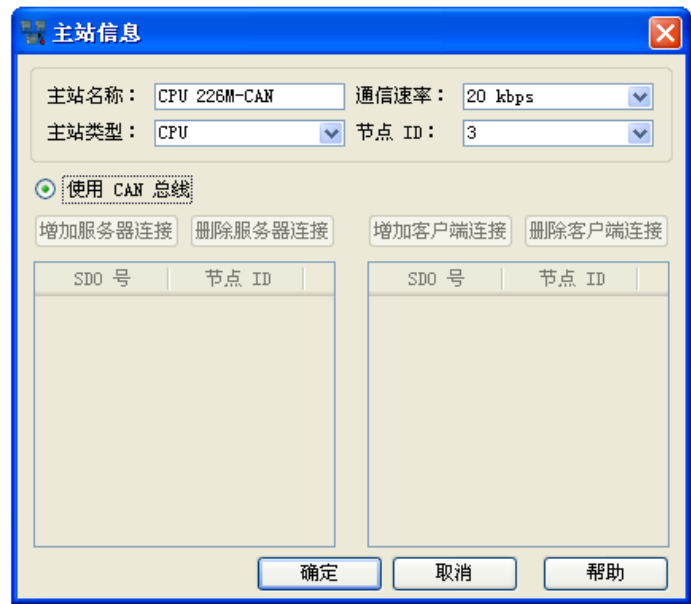 主站信息
主站名称： CPU 226M-CAN 通信速率： 20 kbps
主站类型： CPU 节点 ID： 3
使用 CAN 总线
增加服务器连接 删除服务器连接 增加客户端连接 删除客户端连接
SDO 号 节点 ID SDO 号 节点 ID
确定 取消 帮助